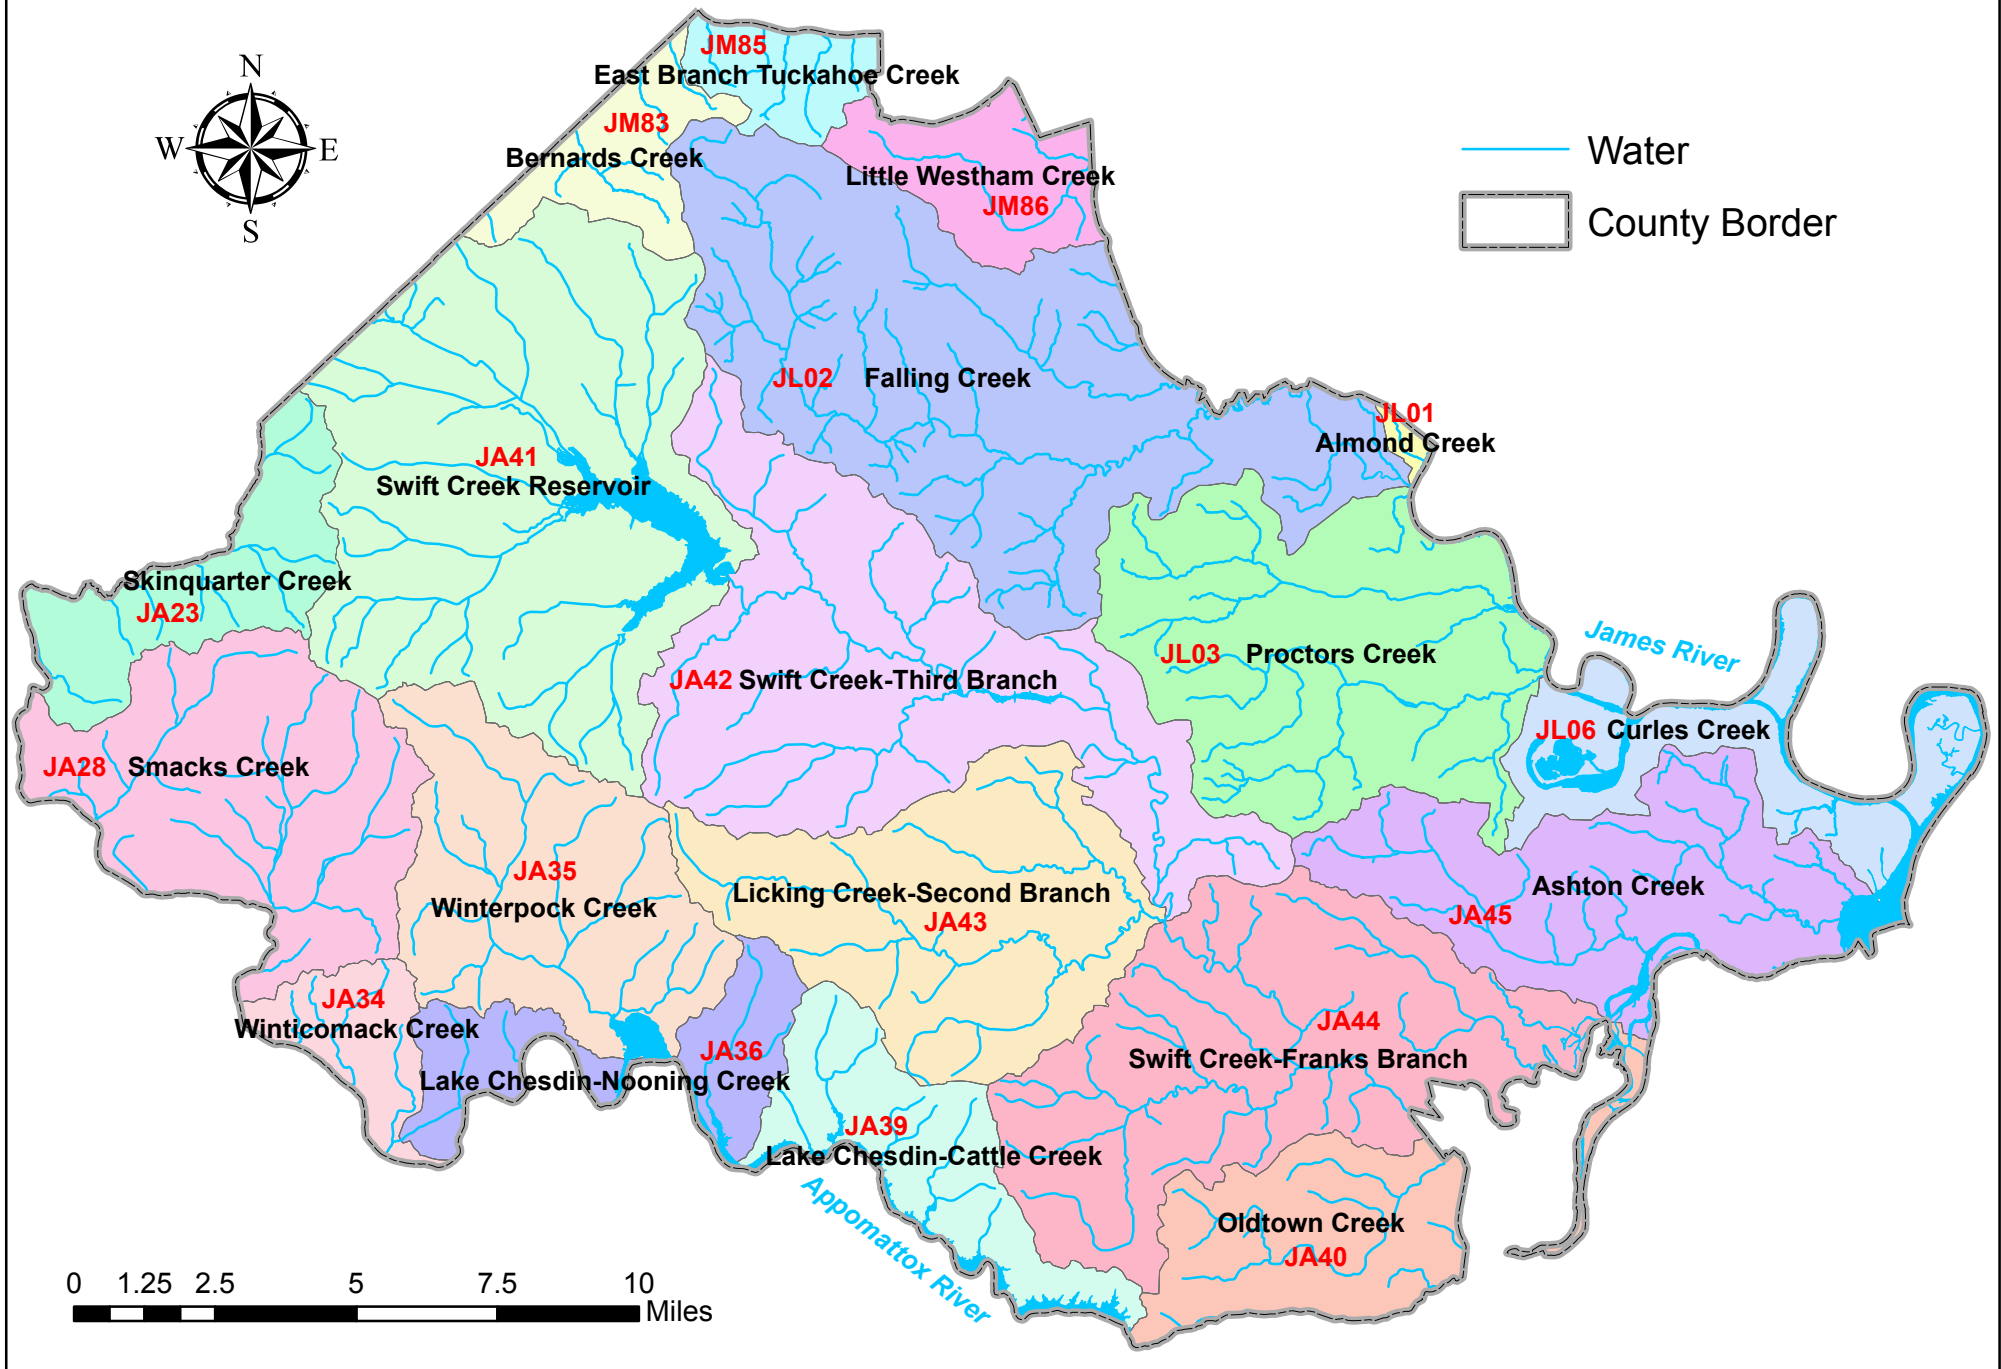 JM85
East Branch Tuckahoe Creek
N
W
E
S
JM83
Bernards Creek
Little Westham Creek
JM86
Water
County Border
JL02 Falling Creek
JL01
Almond Creek
JA41
Swift Creek Reservoir
Skinquarter Creek
JA23
James River
JL03 Proctors Creek
JA42 Swift Creek-Third Branch
JL06 Curles Creek
JA28 Smacks Creek
JA35
Winterpock Creek
Licking Creek-Second Branch
JA43
Ashton Creek
JA45
JA34
Winticomack Creek
JA44
Swift Creek-Franks Branch
JA36
Lake Chesdin-Nooning Creek
JA39
Lake Chesdin-Cattle Creek
Appomattox River
Oldtown Creek
JA40
0 1.25 2.5 5 7.5 10
Miles